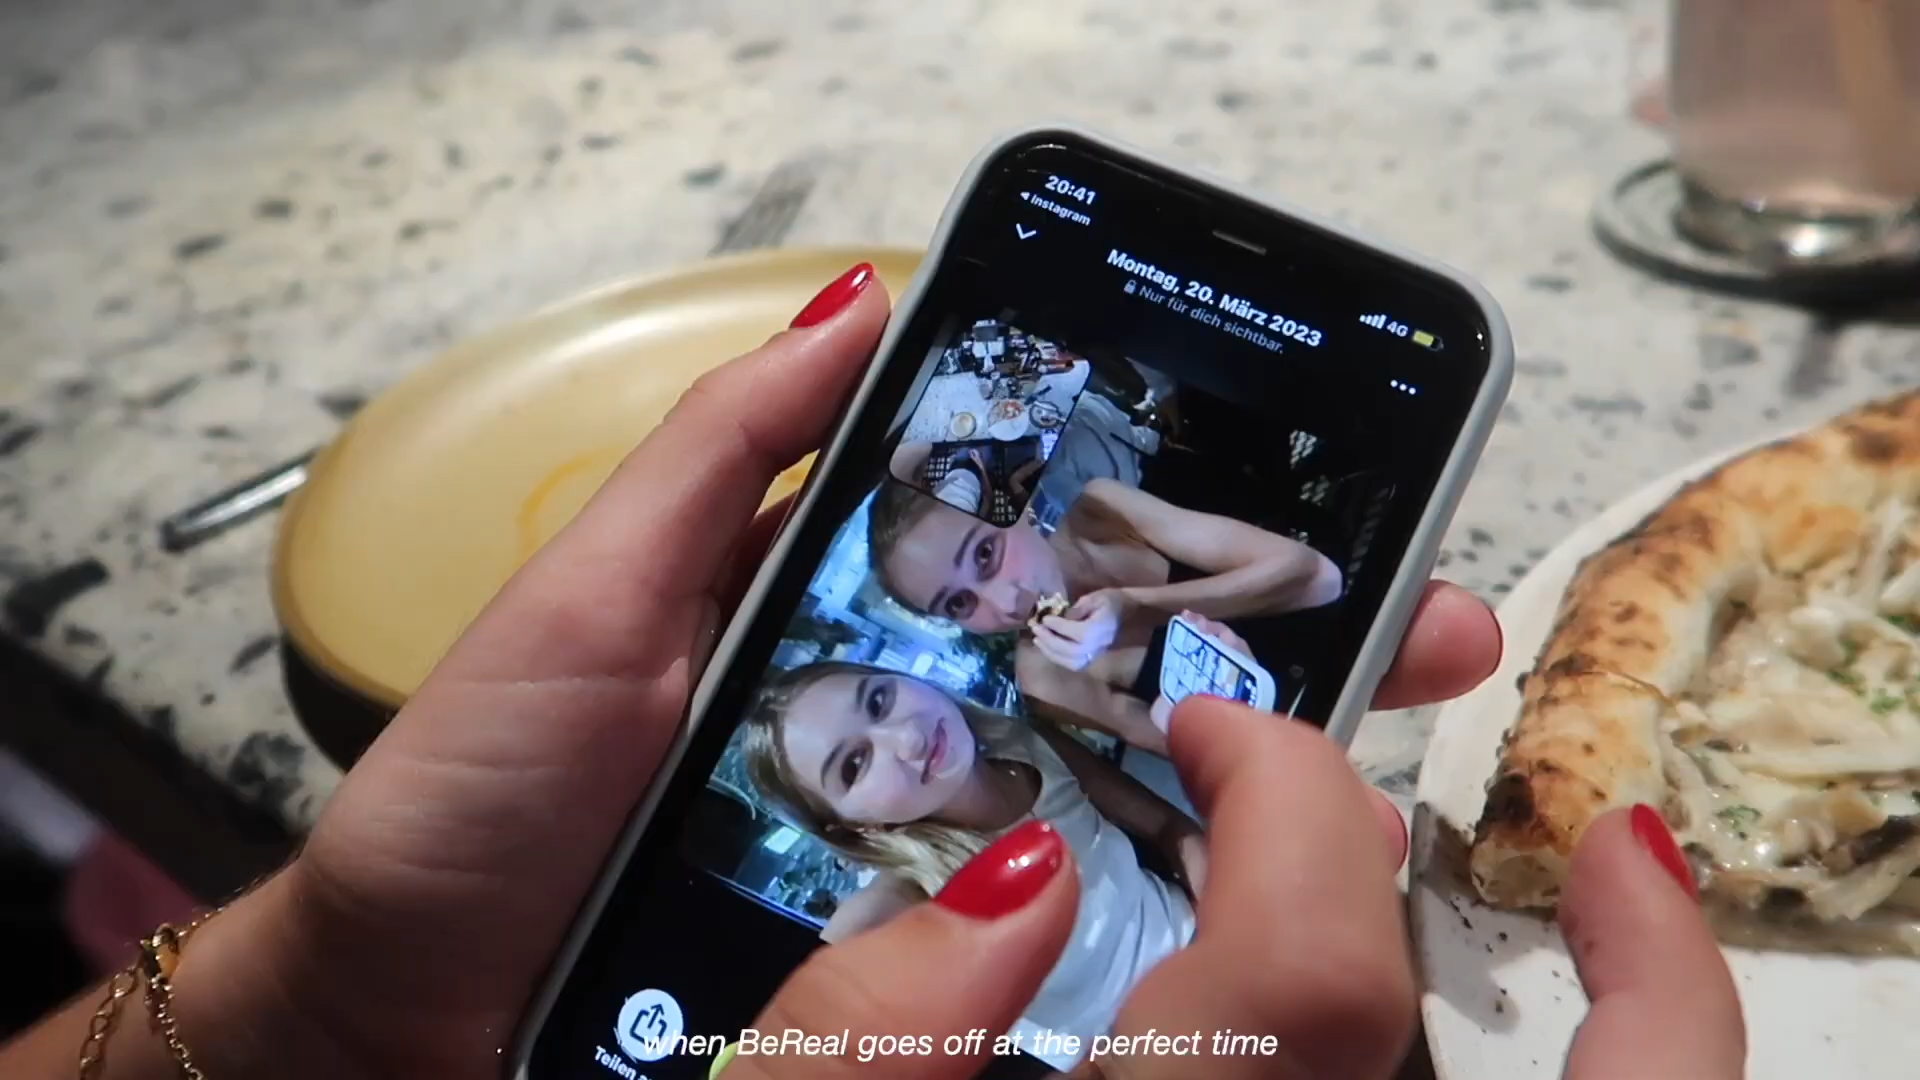 20:41
Instagram
Montag, 20. März 2023
4G
Nur für dich sichtbar.
Teilen
when BeReal goes off at the perfect time